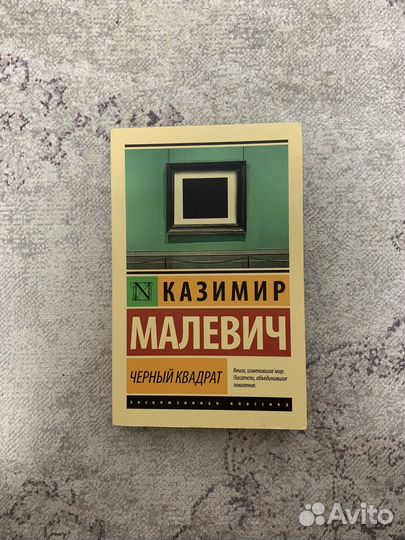 N
КАЗИМИР
МАЛЕВИЧ
ЧЕРНЫЙ КВАДРАТ
Книги, изменившие мир.
Писатели, объединившие
поколения.
ЭКСКЛЮЗИВНАЯ КЛАССИКА
Avito